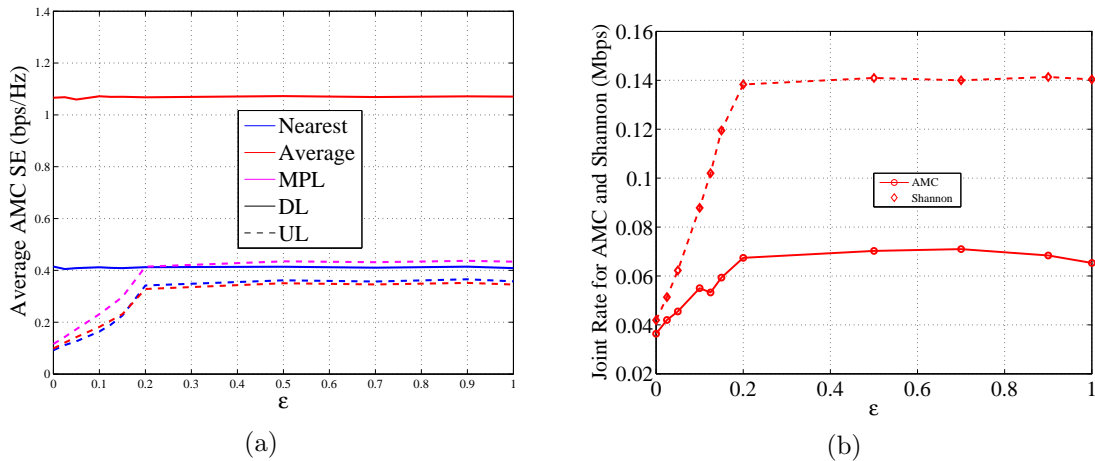 Average AMC SE (bps/Hz)
1.4
1.2
1
0.8
0.6
0.4
0.2
0
0 0.1 0.2 0.3 0.4 0.5 0.6 0.7 0.8 0.9 1
ε
Nearest
Average
MPL
DL
UL
(a)
Joint Rate for AMC and Shannon (Mbps)
0.16
0.14
0.12
0.1
0.08
0.06
0.04
0.02
0 0.2 0.4 0.6 0.8 1
ε
AMC
Shannon
(b)